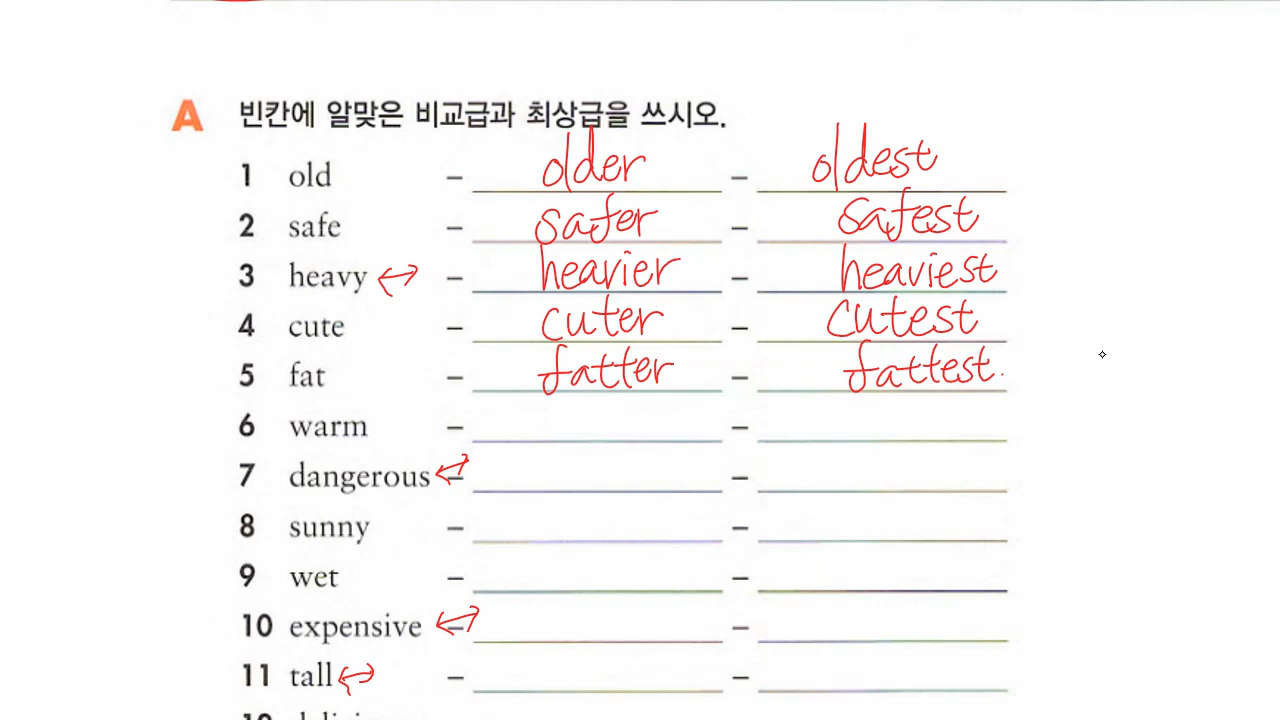 A 빈칸에 알맞은 비교급과 최상급을 쓰시오.
1 old – older – oldest
2 safe – safer – safest
3 heavy ↔ – heavier – heaviest
4 cute – cuter – cutest
5 fat – fatter – fattest.
6 warm – –
7 dangerous ↔ – –
8 sunny – –
9 wet – –
10 expensive ↔ – –
11 tall ↔ – –